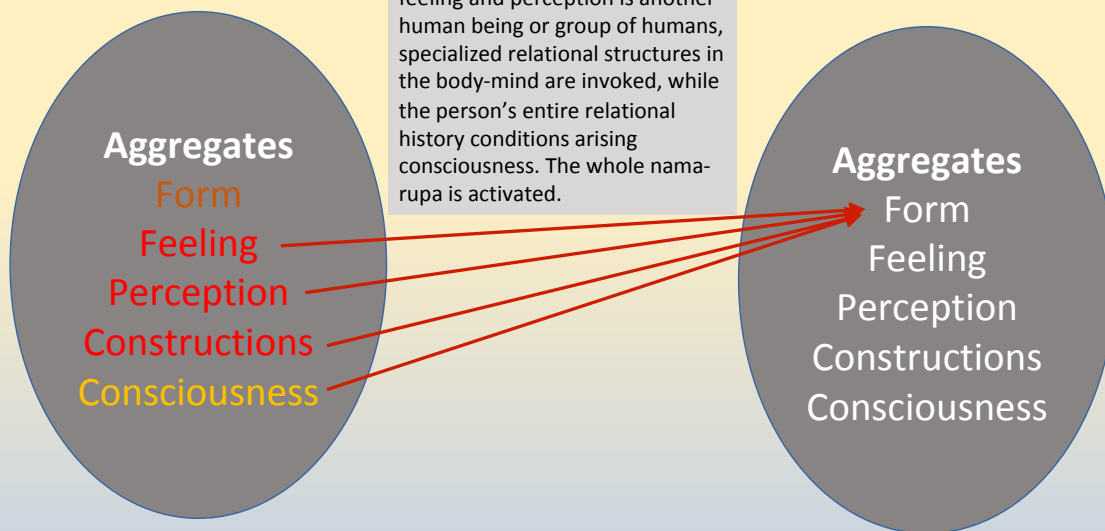 feeling and perception is another
human being or group of humans,
specialized relational structures in
the body-mind are invoked, while
the person's entire relational
history conditions arising
consciousness. The whole nama-
rupa is activated.
Aggregates
Form
Feeling
Perception
Constructions
Consciousness
Aggregates
Form
Feeling
Perception
Constructions
Consciousness